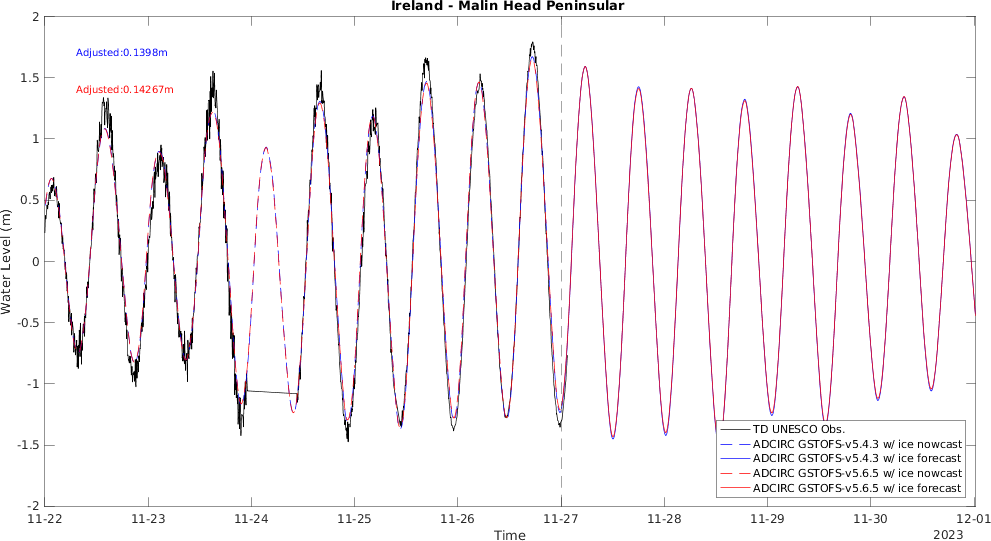 Ireland - Malin Head Peninsular
Adjusted:0.1398m
Adjusted:0.14267m
Water Level (m)
2
1.5
1
0.5
0
-0.5
-1
-1.5
-2
TD UNESCO Obs.
ADCIRC GSTOFS-v5.4.3 w/ ice nowcast
ADCIRC GSTOFS-v5.4.3 w/ ice forecast
ADCIRC GSTOFS-v5.6.5 w/ ice nowcast
ADCIRC GSTOFS-v5.6.5 w/ ice forecast
11-22 11-23 11-24 11-25 11-26 11-27 11-28 11-29 11-30 12-01
Time
2023